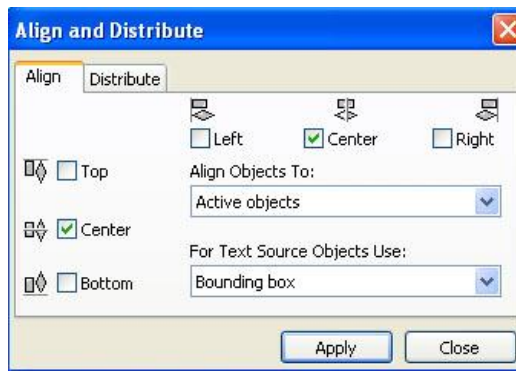 Align and Distribute
Align Distribute
Left Center Right
Top
Align Objects To:
Active objects
Center
For Text Source Objects Use:
Bottom
Bounding box
Apply Close